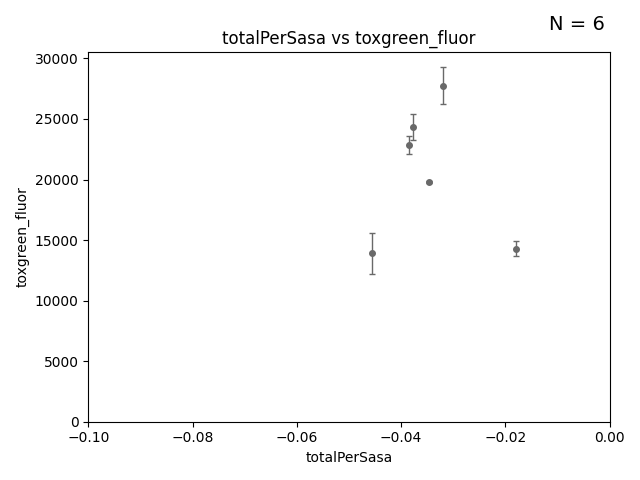 N = 6
totalPerSasa vs toxgreen_fluor
30000
25000
20000
15000
10000
5000
0
toxgreen_fluor
−0.10 −0.08 −0.06 −0.04 −0.02 0.00
totalPerSasa